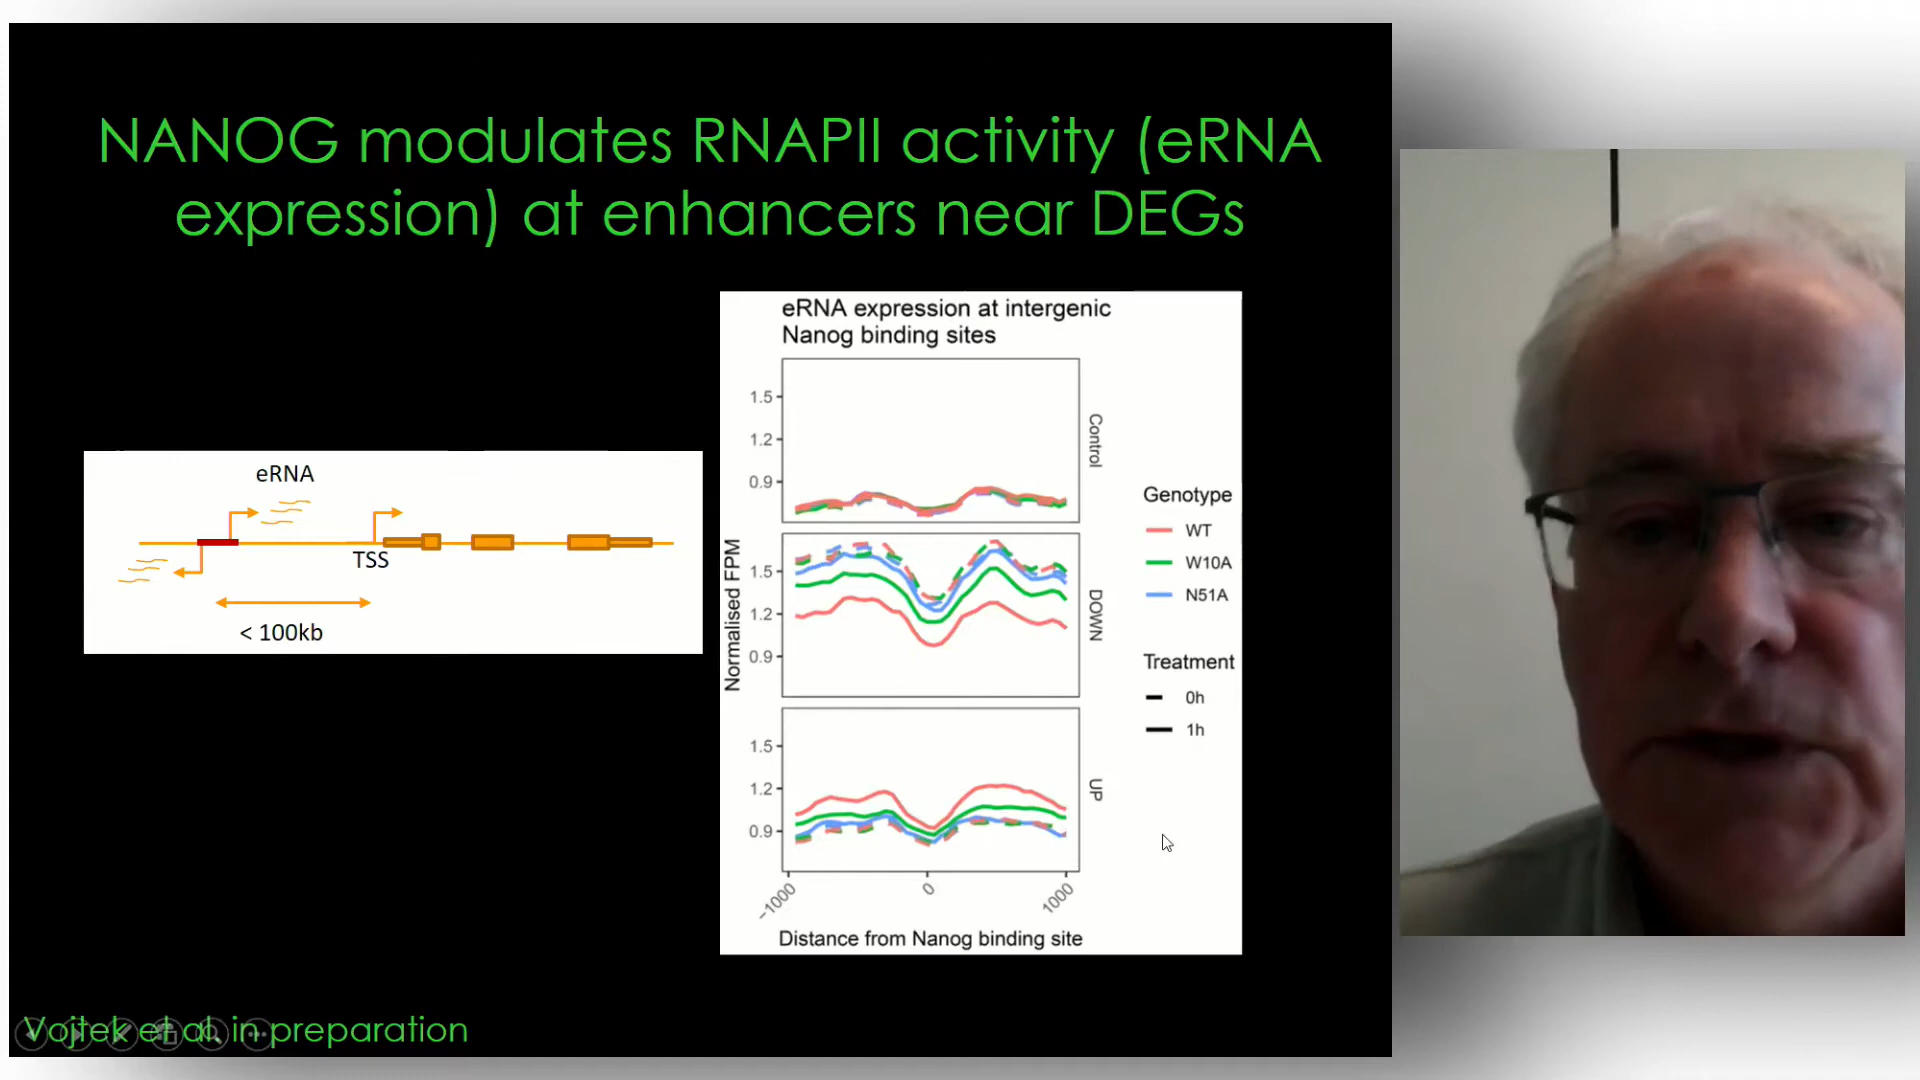 NANOG modulates RNAPII activity (eRNA
expression) at enhancers near DEGs
eRNA
TSS
< 100kb
eRNA expression at intergenic
Nanog binding sites
Normalised FPM
1.5
1.2
0.9
Control
1.5
1.2
0.9
DOWN
1.5
1.2
0.9
UP
-1000
0
1000
Distance from Nanog binding site
Genotype
WT
W10A
N51A
Treatment
0h
1h
Vojtek et al. in preparation